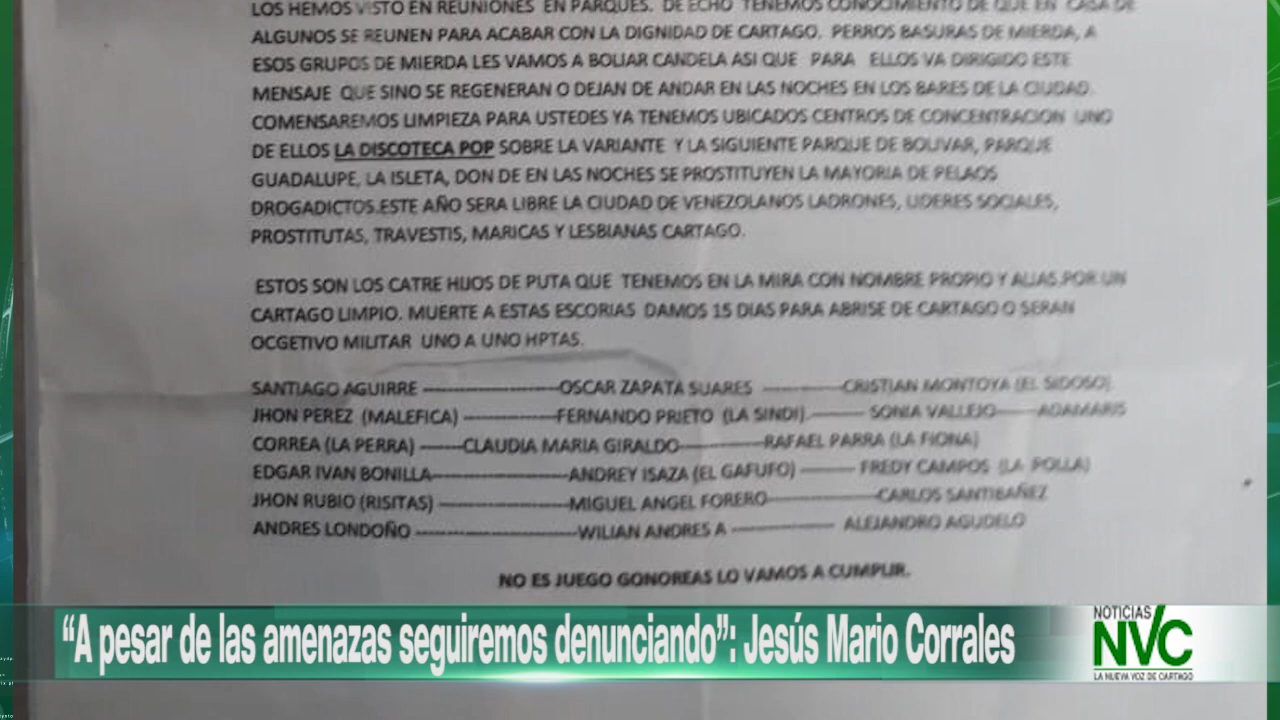 LOS HEMOS VISTO EN REUNIONES EN PARQUES. DE ECHO TENEMOS CONOCIMIENTO DE QUE EN CASA DE
ALGUNOS SE REUNEN PARA ACABAR CON LA DIGNIDAD DE CARTAGO. PERROS BASURAS DE MIERDA, A
ESOS GRUPOS DE MIERDA LES VAMOS A BOLIAR CANDELA ASI QUE PARA ELLOS VA DIRIGIDO ESTE
MENSAJE QUE SINO SE REGENERAN O DEJAN DE ANDAR EN LAS NOCHES EN LOS BARES DE LA CIUDAD.
COMENSAREMOS LIMPIEZA PARA USTEDES YA TENEMOS UBICADOS CENTROS DE CONCENTRACION UNO
DE ELLOS LA DISCOTECA POP SOBRE LA VARIANTE Y LA SIGUIENTE PARQUE DE BOLIVAR, PARQUE
GUADALUPE, LA ISLETA, DON DE EN LAS NOCHES SE PROSTITUYEN LA MAYORIA DE PELAOS
DROGADICTOS.ESTE AÑO SERA LIBRE LA CIUDAD DE VENEZOLANOS LADRONES, LIDERES SOCIALES,
PROSTITUTAS, TRAVESTIS, MARICAS Y LESBIANAS CARTAGO.
ESTOS SON LOS CATRE HIJOS DE PUTA QUE TENEMOS EN LA MIRA CON NOMBRE PROPIO Y ALIAS.POR UN
CARTAGO LIMPIO. MUERTE A ESTAS ESCORIAS DAMOS 15 DIAS PARA ABRISE DE CARTAGO O SERAN
OCGETIVO MILITAR UNO A UNO HPTAS.
SANTIAGO AGUIRRE ------------------OSCAR ZAPATA SUARES -----------CRISTIAN MONTOYA (EL SIDOSO)
JHON PEREZ (MALEFICA) ------------FERNANDO PRIETO (LA SINDI).------- SONIA VALLEJO------ADAMARIS
CORREA (LA PERRA) ------CLAUDIA MARIA GIRALDO-----------RAFAEL PARRA (LA FIONA)
EDGAR IVAN BONILLA------------------ANDREY ISAZA (EL GAFUFO) ------- FREDY CAMPOS (LA POLLA)
JHON RUBIO (RISITAS) -----------------MIGUEL ANGEL FORERO--------------CARLOS SANTIBAÑEZ
ANDRES LONDOÑO ---------------------WILIAN ANDRES A ------------- ALEJANDRO AGUDELO
NO ES JUEGO GONOREAS LO VAMOS A CUMPLIR.
“A pesar de las amenazas seguiremos denunciando”: Jesús Mario Corrales
NOTICIAS
NVC
LA NUEVA VOZ DE CARTAGO